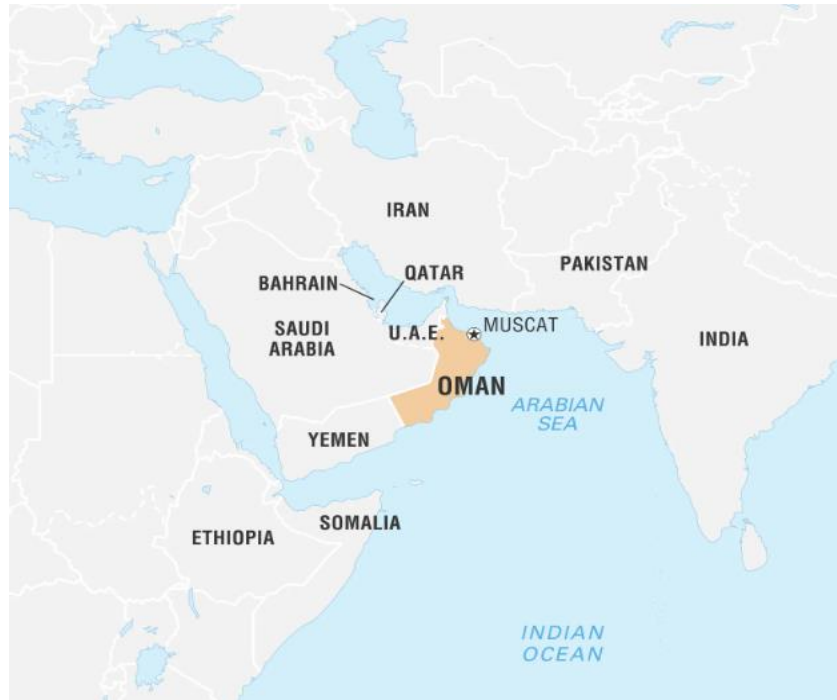 IRAN
PAKISTAN
BAHRAIN
QATAR
SAUDI
ARABIA
U.A.E.
MUSCAT
INDIA
OMAN
ARABIAN
SEA
YEMEN
SOMALIA
ETHIOPIA
INDIAN
OCEAN